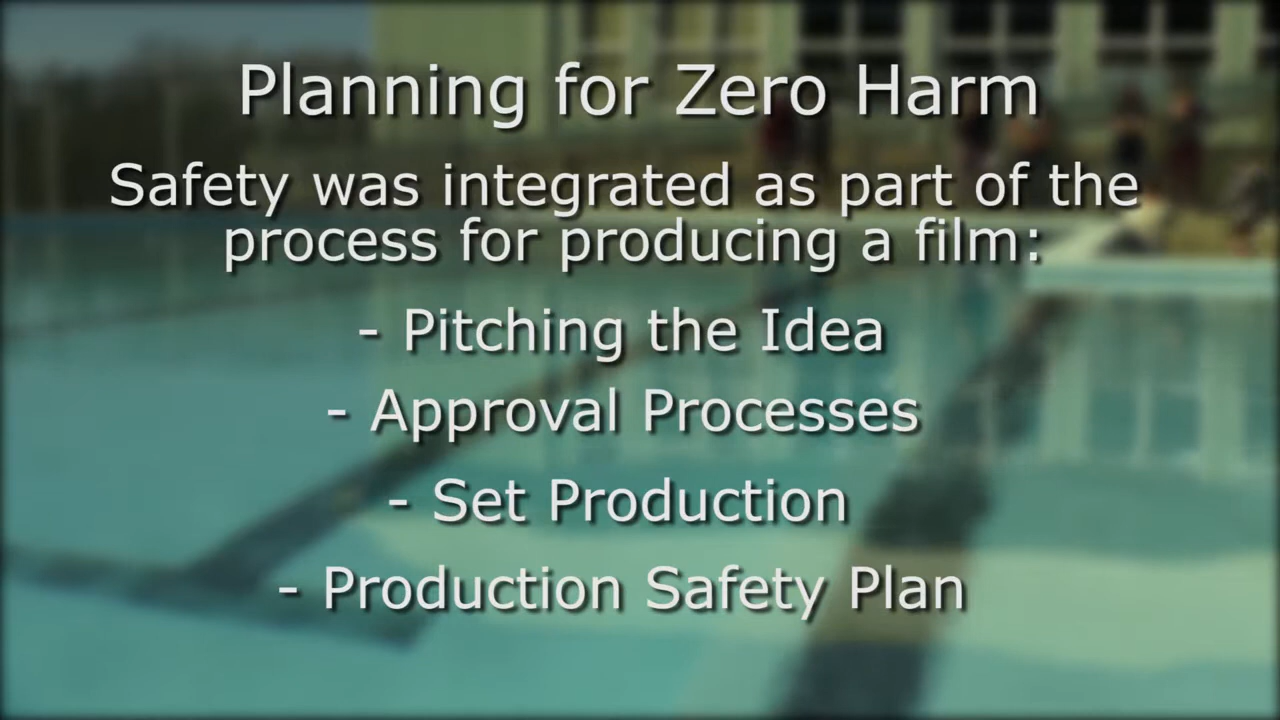 Planning for Zero Harm
Safety was integrated as part of the
process for producing a film:
- Pitching the Idea
- Approval Processes
- Set Production
- Production Safety Plan